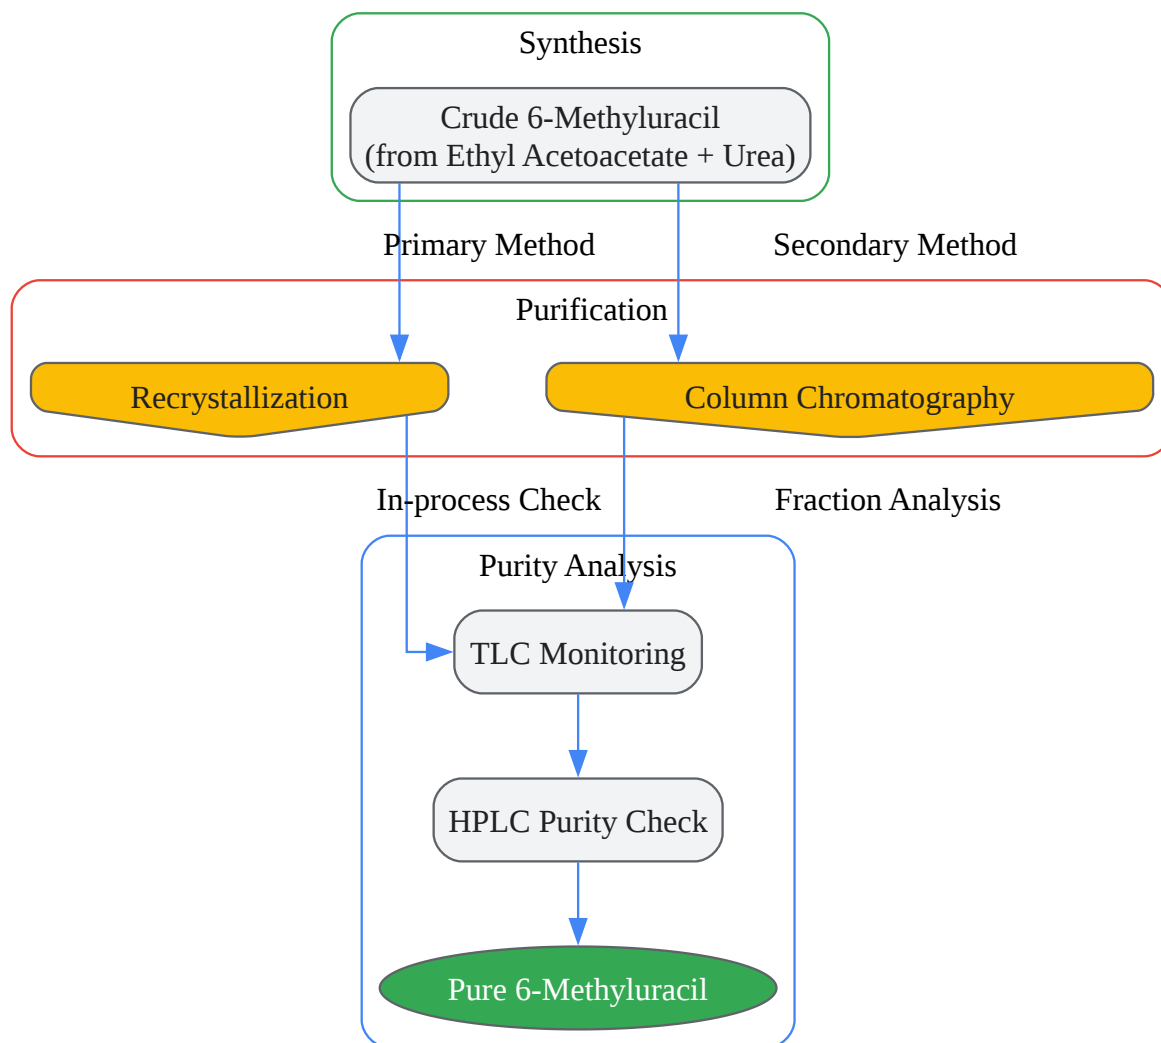 Synthesis
Crude 6-Methyluracil
(from Ethyl Acetoacetate + Urea)
Primary Method
Secondary Method
Purification
Recrystallization
Column Chromatography
In-process Check
Fraction Analysis
Purity Analysis
TLC Monitoring
HPLC Purity Check
Pure 6-Methyluracil